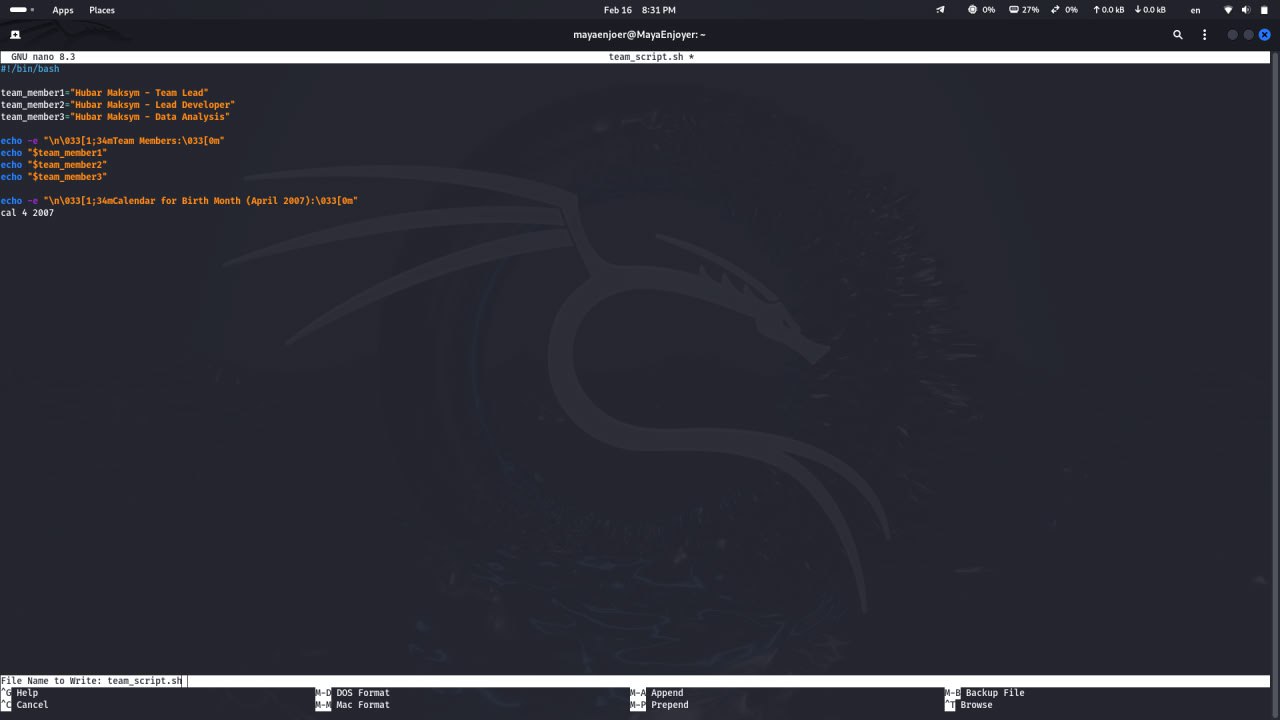 Apps Places Feb 16 8:31 PM 0% 27% 0% ↑ 0.0 kB ↓ 0.0 kB en
mayaenjoer@MayaEnjoyer: ~
GNU nano 8.3 team_script.sh *
#!/bin/bash
team_member1="Hubar Maksym - Team Lead"
team_member2="Hubar Maksym - Lead Developer"
team_member3="Hubar Maksym - Data Analysis"
echo -e "\n\033[1;34mTeam Members:\033[0m"
echo "$team_member1"
echo "$team_member2"
echo "$team_member3"
echo -e "\n\033[1;34mCalendar for Birth Month (April 2007):\033[0m"
cal 4 2007
File Name to Write: team_script.sh
^G Help M-D DOS Format M-A Append M-B Backup File
^C Cancel M-M Mac Format M-P Prepend ^T Browse